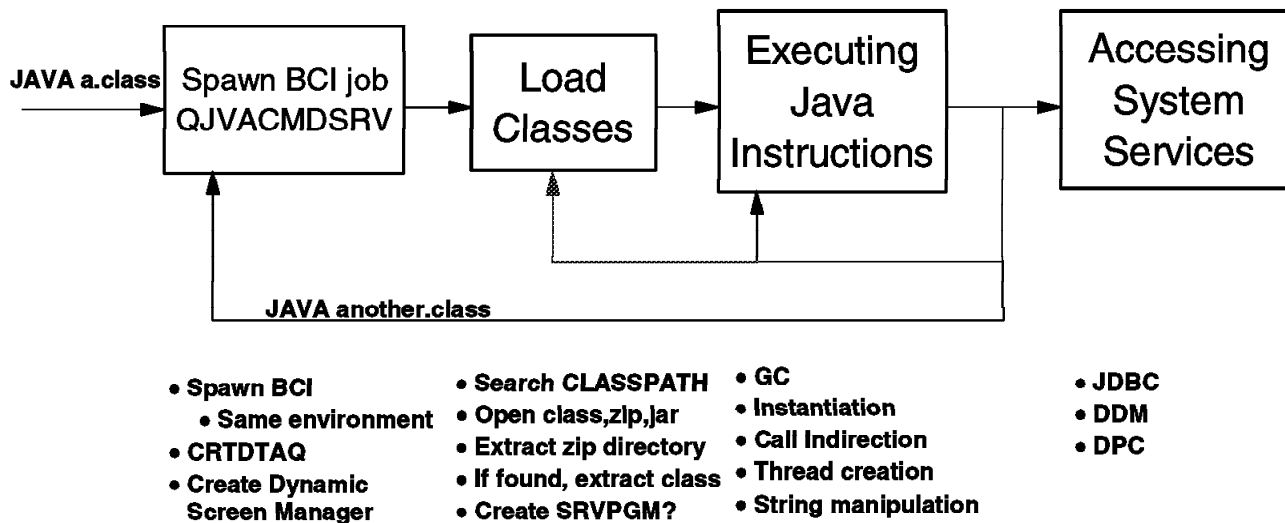 JAVA a.class
Spawn BCI job
QJVACMDSRV
Load
Classes
Executing
Java
Instructions
Accessing
System
Services
JAVA another.class
• Spawn BCI
• Same environment
• CRTDTAQ
• Create Dynamic
Screen Manager
• Search CLASSPATH
• Open class,zip,jar
• Extract zip directory
• If found, extract class
• Create SRVPGM?
• GC
• Instantiation
• Call Indirection
• Thread creation
• String manipulation
• JDBC
• DDM
• DPC